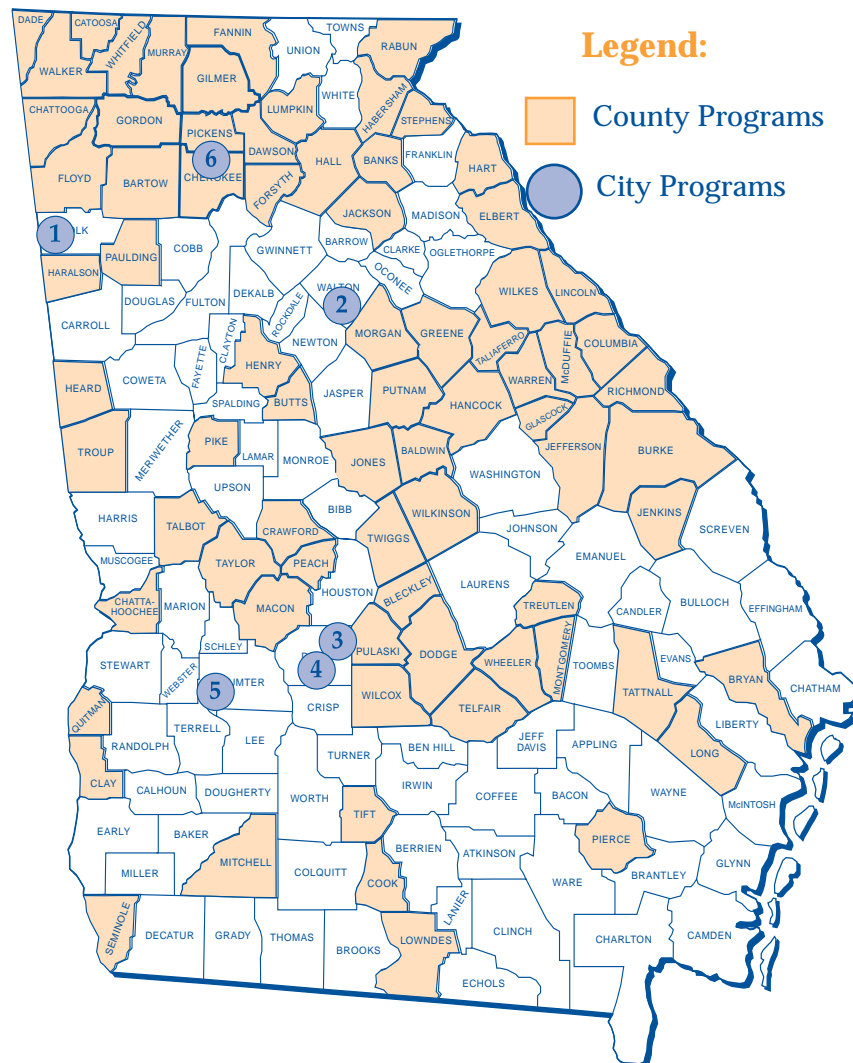 Legend:
County Programs
City Programs
DADE
CATOOSA
WHITFIELD
MURRAY
FANNIN
UNION
TOWNS
RABUN
WALKER
GILMER
WHITE
HABERSHAM
STEPHENS
CHATTOOGA
GORDON
PICKENS
LUMPKIN
DAWSON
HALL
BANKS
FRANKLIN
HART
FLOYD
BARTOW
6
CHEROKEE
FORSYTH
JACKSON
MADISON
ELBERT
1
LK
PAULDING
COBB
GWINNETT
BARROW
CLARKE
OGLETHORPE
HARALSON
DOUGLAS
FULTON
DEKALB
ROCKDALE
WALTON
2
OCONEE
WILKES
LINCOLN
CARROLL
CLAYTON
NEWTON
MORGAN
GREENE
TALIAFERRO
McDUFFIE
COLUMBIA
HEARD
COWETA
FAYETTE
HENRY
JASPER
PUTNAM
WARREN
RICHMOND
SPALDING
BUTTS
HANCOCK
GLASCOCK
TROUP
MERIWETHER
PIKE
LAMAR
MONROE
JONES
BALDWIN
WASHINGTON
JEFFERSON
BURKE
UPSON
HARRIS
TALBOT
CRAWFORD
BIBB
TWIGGS
WILKINSON
JOHNSON
JENKINS
SCREVEN
MUSCOGEE
TAYLOR
PEACH
HOUSTON
BLECKLEY
LAURENS
EMANUEL
CHATTA-
HOOCHEE
MARION
MACON
TREUTLEN
CANDLER
BULLOCH
EFFINGHAM
SCHLEY
3
PULASKI
DODGE
WHEELER
MONTGOMERY
TOOMBS
EVANS
STEWART
WEBSTER
5
UMTER
4
WILCOX
TELFAIR
TATTNALL
BRYAN
CHATHAM
QUITMAN
TERRELL
CRISP
LIBERTY
RANDOLPH
LEE
TURNER
BEN HILL
JEFF
DAVIS
APPLING
LONG
CLAY
CALHOUN
DOUGHERTY
WORTH
IRWIN
COFFEE
BACON
WAYNE
McINTOSH
EARLY
BAKER
MITCHELL
TIFT
PIERCE
MILLER
COLQUITT
BERRIEN
ATKINSON
WARE
BRANTLEY
GLYNN
COOK
SEMINOLE
DECATUR
GRADY
THOMAS
BROOKS
LOWNDES
LANIER
CLINCH
CHARLTON
CAMDEN
ECHOLS